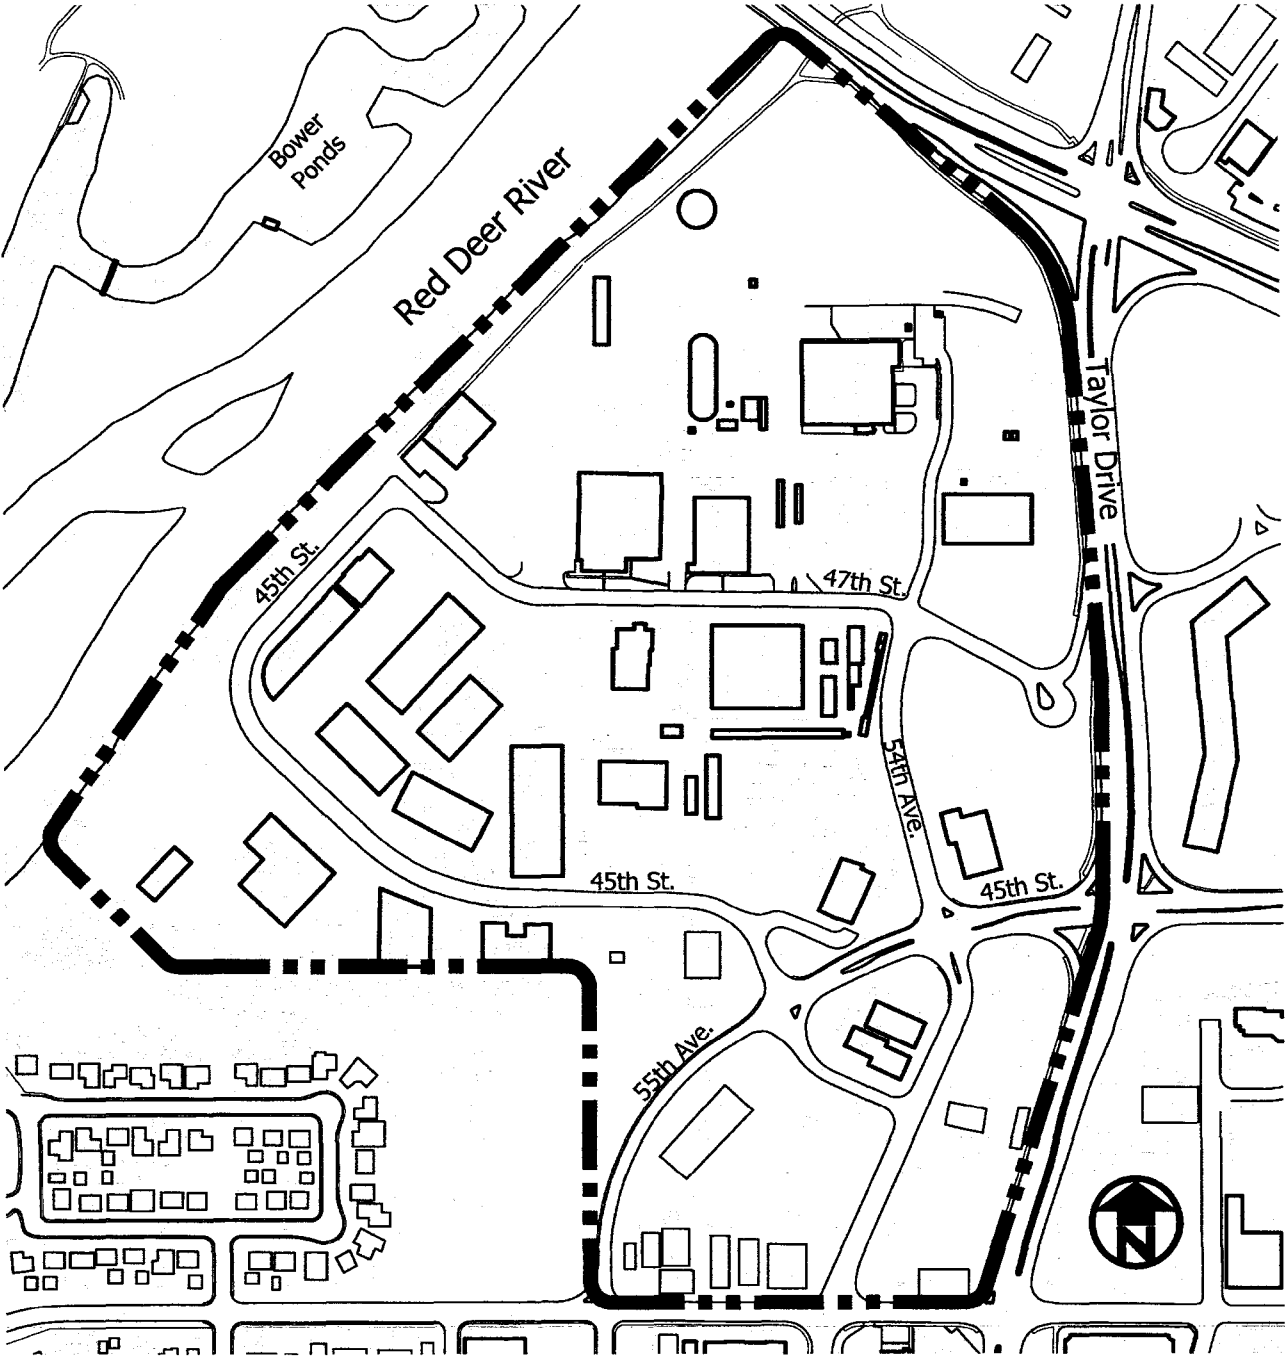 Bower
Ponds
Red Deer River
Taylor Drive
45th St.
47th St.
54th Ave.
45th St.
45th St.
55th Ave.
N